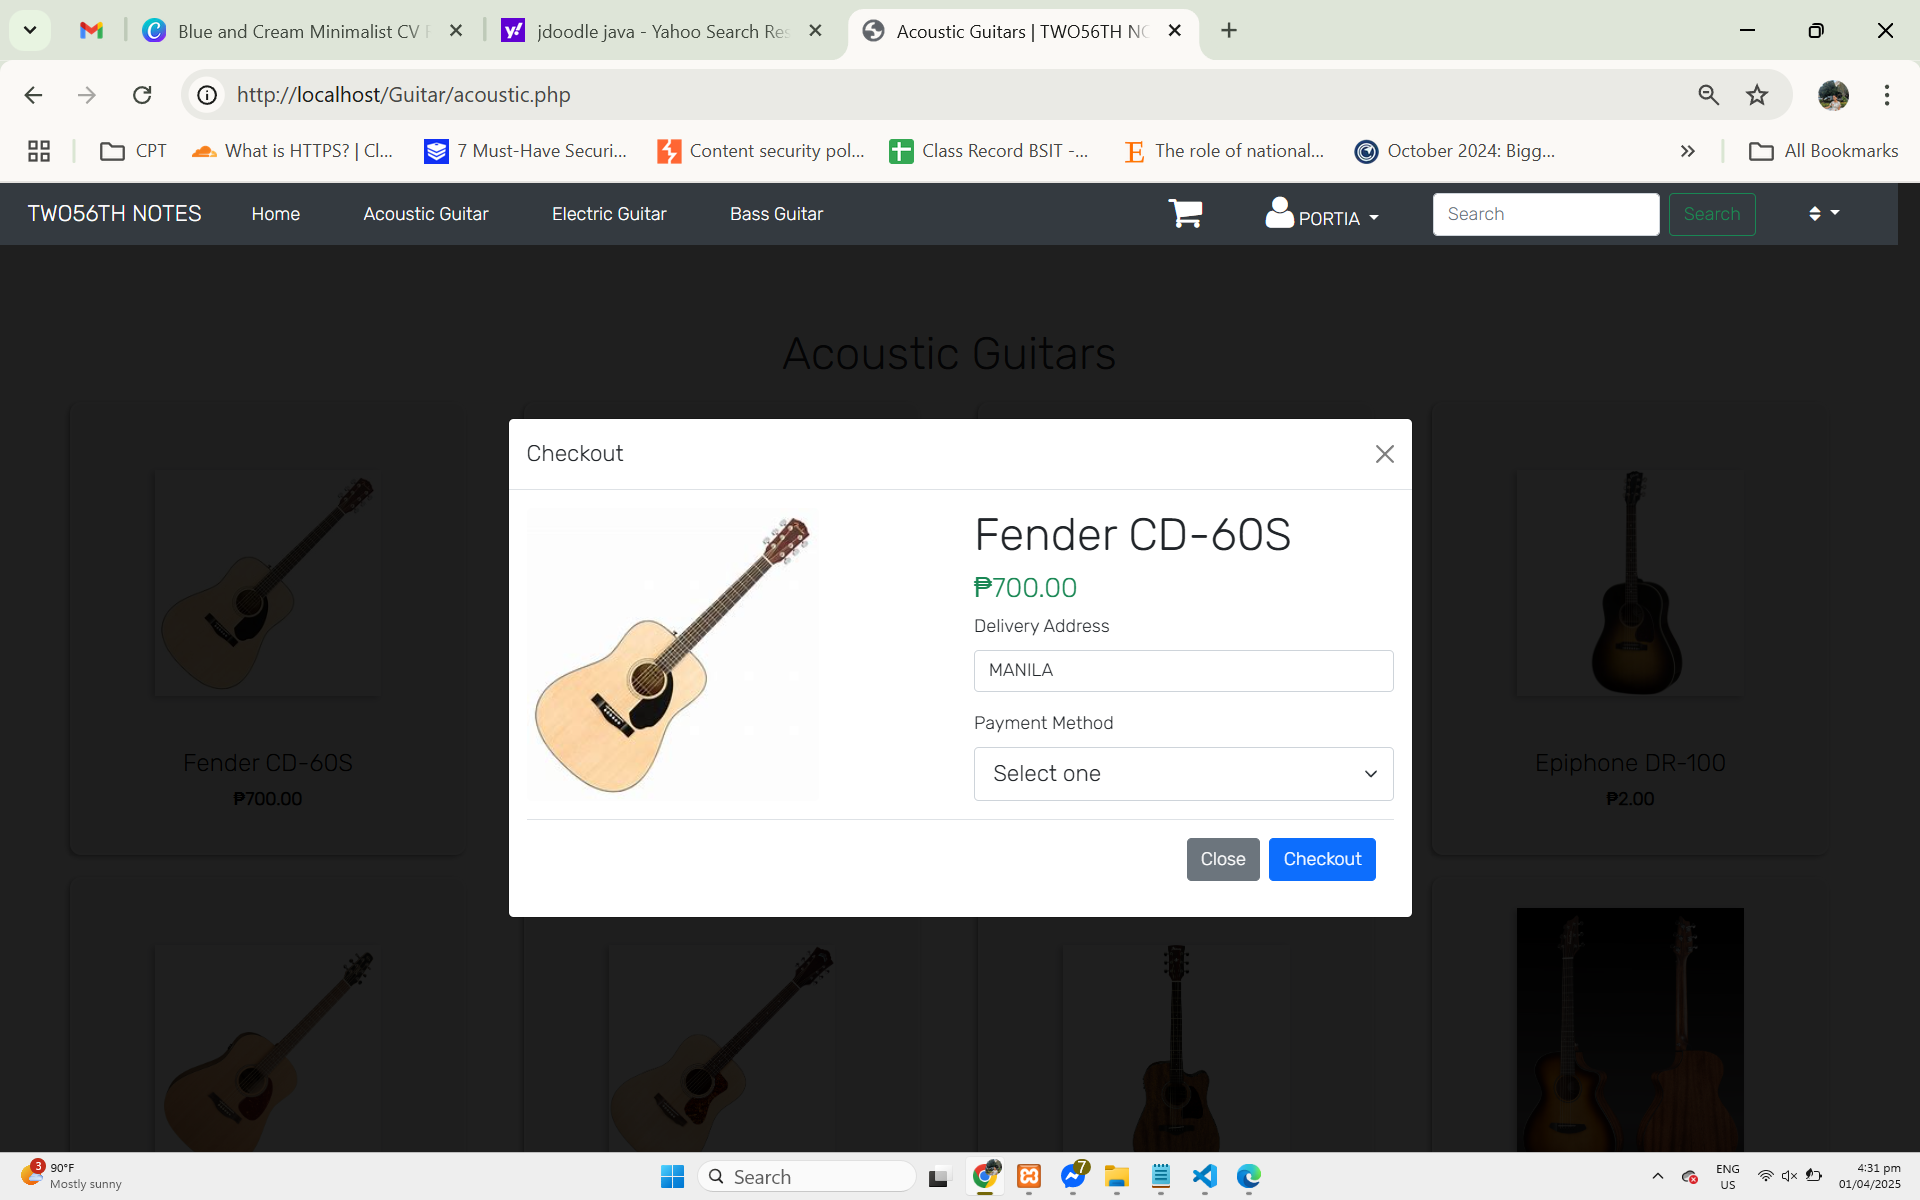 Blue and Cream Minimalist CV
jdoodle java - Yahoo Search Res
Acoustic Guitars | TWO56TH NO
http://localhost/Guitar/acoustic.php
CPT
What is HTTPS? | Cl...
7 Must-Have Securi...
Content security pol...
Class Record BSIT -...
The role of national...
October 2024: Bigg...
All Bookmarks
TWO56TH NOTES
Home
Acoustic Guitar
Electric Guitar
Bass Guitar
PORTIA
Search
Search
Acoustic Guitars
Checkout
Fender CD-60S
₱700.00
Delivery Address
MANILA
Payment Method
Select one
Close
Checkout
Fender CD-60S
₱700.00
Epiphone DR-100
₱2.00
3
90°F
Mostly sunny
Search
7
ENG
US
4:31 pm
01/04/2025